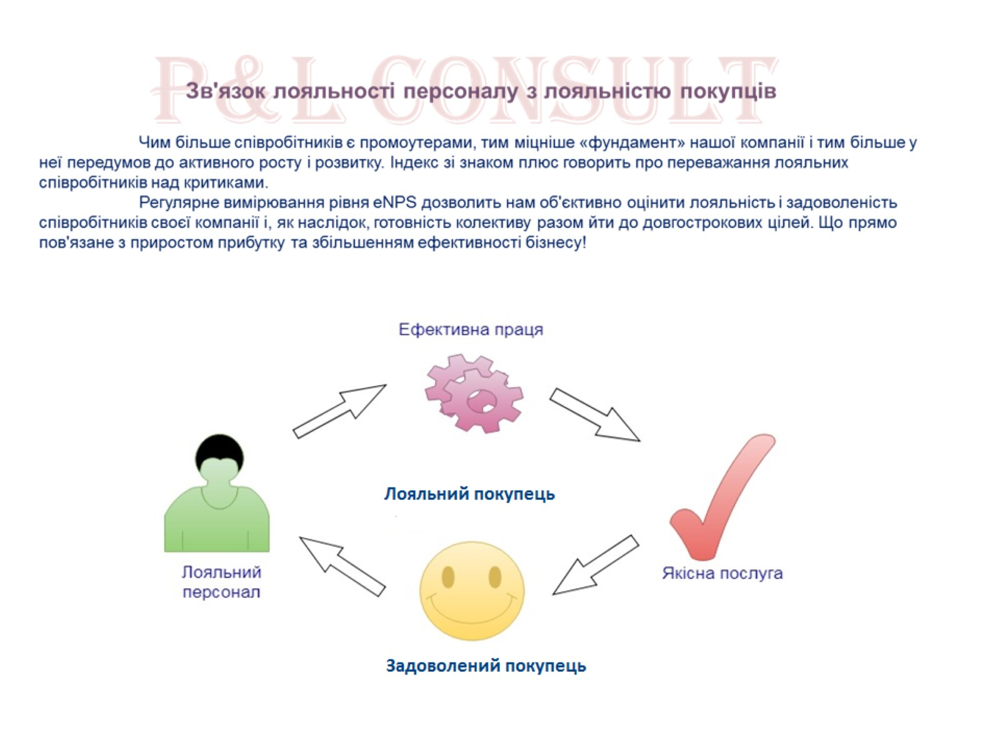 P&L CONSULT
Зв'язок лояльності персоналу з лояльністю покупців
Чим більше співробітників є промоутерами, тим міцніше «фундамент» нашої компанії і тим більше у
неї передумов до активного росту і розвитку. Індекс зі знаком плюс говорить про переважання лояльних
співробітників над критиками.
Регулярне вимірювання рівня eNPS дозволить нам об'єктивно оцінити лояльність і задоволеність
співробітників своєї компанії і, як наслідок, готовність колективу разом йти до довгострокових цілей. Що прямо
пов'язане з приростом прибутку та збільшенням ефективності бізнесу!
Ефективна праця
Лояльний покупець
Лояльний
персонал
Якісна послуга
Задоволений покупець